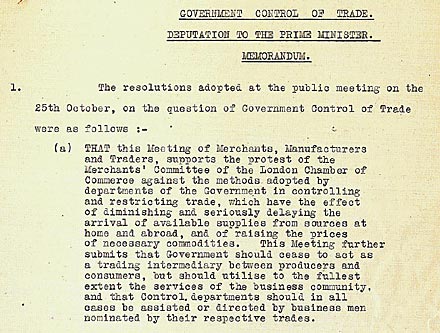 GOVERNMENT CONTROL OF TRADE.
DEPUTATION TO THE PRIME MINISTER.
MEMORANDUM.
1. The resolutions adopted at the public meeting on the
25th October, on the question of Government Control of Trade
were as follows :-
(a) THAT this Meeting of Merchants, Manufacturers
and Traders, supports the protest of the
Merchants' Committee of the London Chamber of
Commerce against the methods adopted by
departments of the Government in controlling
and restricting trade, which have the effect
of diminishing and seriously delaying the
arrival of available supplies from sources at
home and abroad, and of raising the prices
of necessary commodities. This Meeting further
submits that Government should cease to act as
a trading intermediary between producers and
consumers, but should utilise to the fullest
extent the services of the business community,
and that Control departments should in all
cases be assisted or directed by business men
nominated by their respective trades.